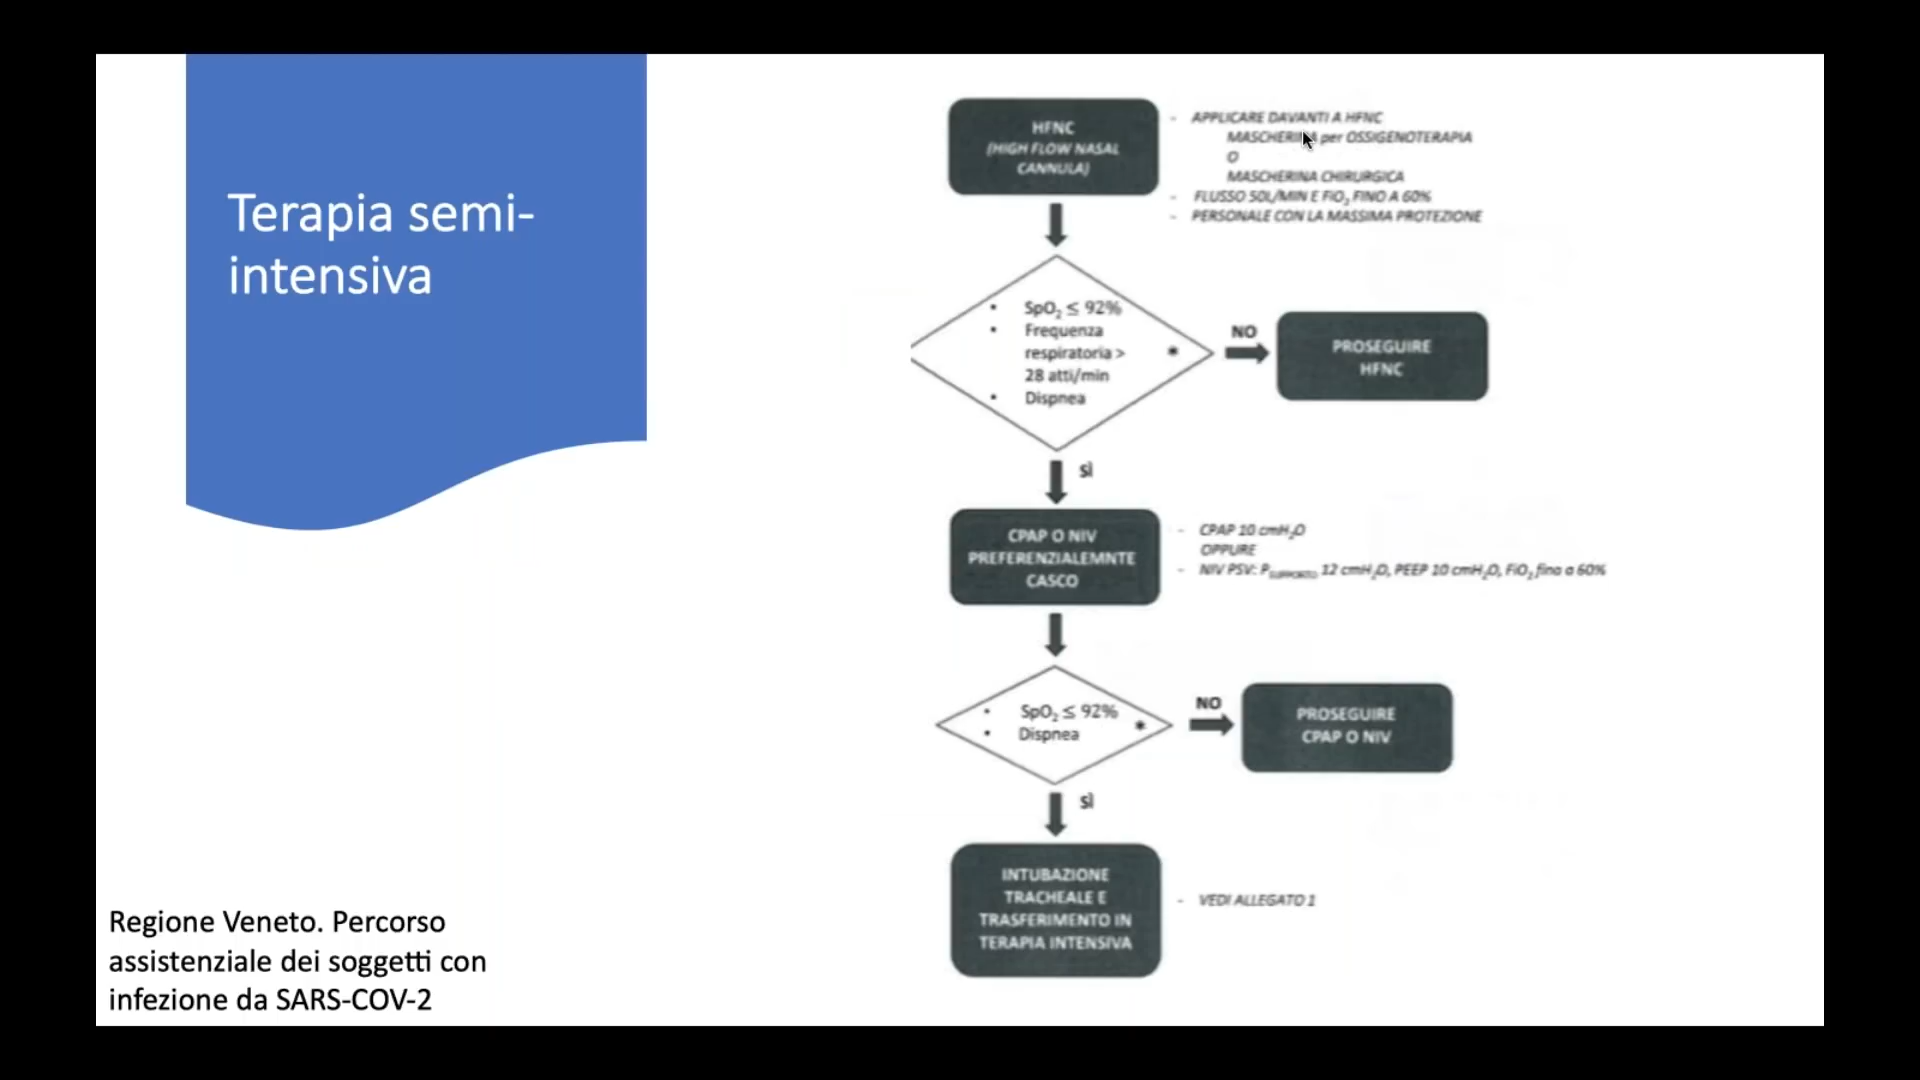 Terapia semi-
intensiva
HFNC
(HIGH FLOW NASAL
CANNULA)
- APPLICARE DAVANTI A HFNC
MASCHERINA per OSSIGENOTERAPIA
O
MASCHERINA CHIRURGICA
- FLUSSO 50L/MIN E FiO₂ FINO A 60%
- PERSONALE CON LA MASSIMA PROTEZIONE
• SpO₂ ≤ 92%
• Frequenza
respiratoria >
28 atti/min
• Dispnea
*
NO
PROSEGUIRE
HFNC
SÌ
CPAP O NIV
PREFERENZIALEMNTE
CASCO
- CPAP 10 cmH₂O
OPPURE
- NIV PSV: P SUPPORTO 12 cmH₂O, PEEP 10 cmH₂O, FiO₂ fino a 60%
• SpO₂ ≤ 92%
• Dispnea
*
NO
PROSEGUIRE
CPAP O NIV
SÌ
INTUBAZIONE
TRACHEALE E
TRASFERIMENTO IN
TERAPIA INTENSIVA
- VEDI ALLEGATO 1
Regione Veneto. Percorso
assistenziale dei soggetti con
infezione da SARS-COV-2